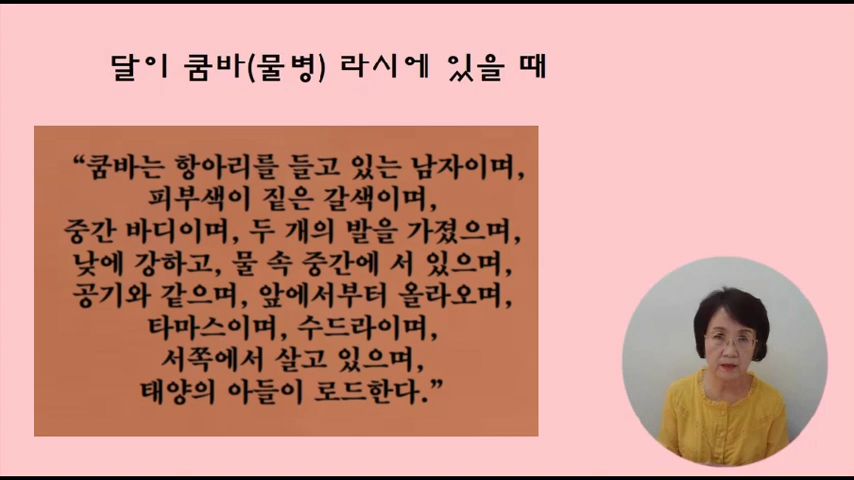 달이 쿰바(물병) 라시에 있을 때
“쿰바는 항아리를 들고 있는 남자이며,
피부색이 짙은 갈색이며,
중간 바디이며, 두 개의 발을 가졌으며,
낮에 강하고, 물 속 중간에 서 있으며,
공기와 같으며, 앞에서부터 올라오며,
타마스이며, 수드라이며,
서쪽에서 살고 있으며,
태양의 아들이 로드한다.”